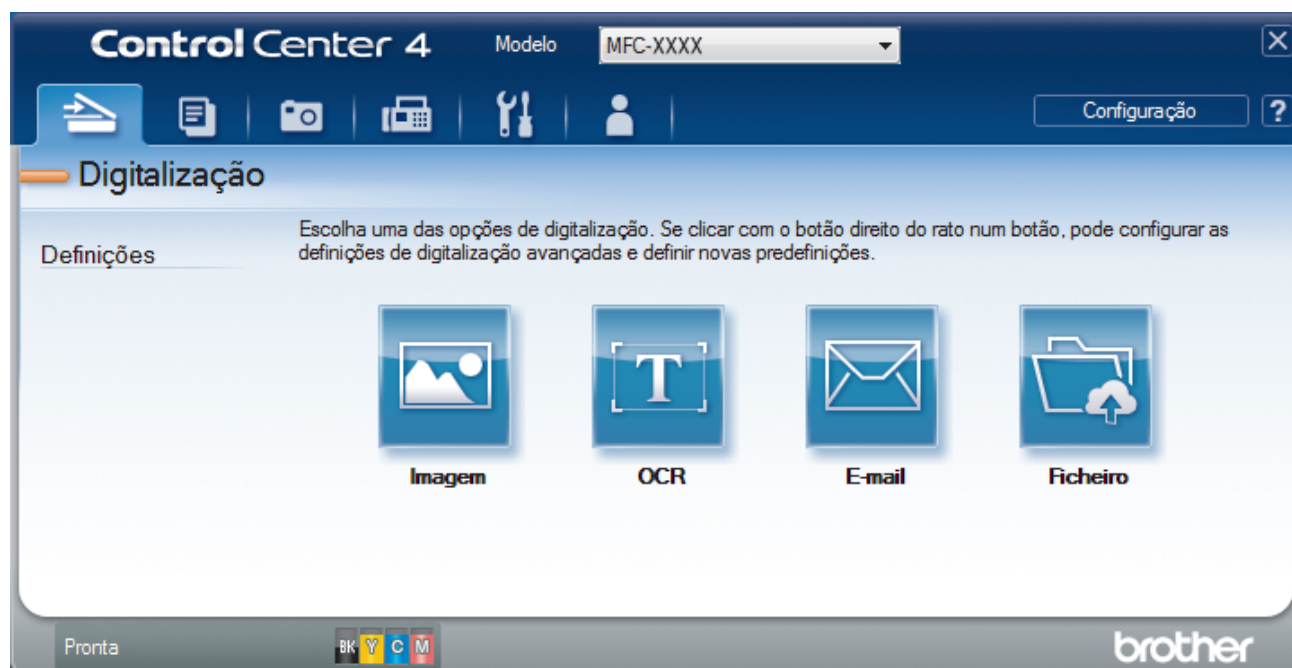 Control Center 4 Modelo MFC-XXXX
Configuração ?
Digitalização
Definições
Escolha uma das opções de digitalização. Se clicar com o botão direito do rato num botão, pode configurar as
definições de digitalização avançadas e definir novas predefinições.
T
Imagem OCR E-mail Ficheiro
Pronta BK Y C M brother